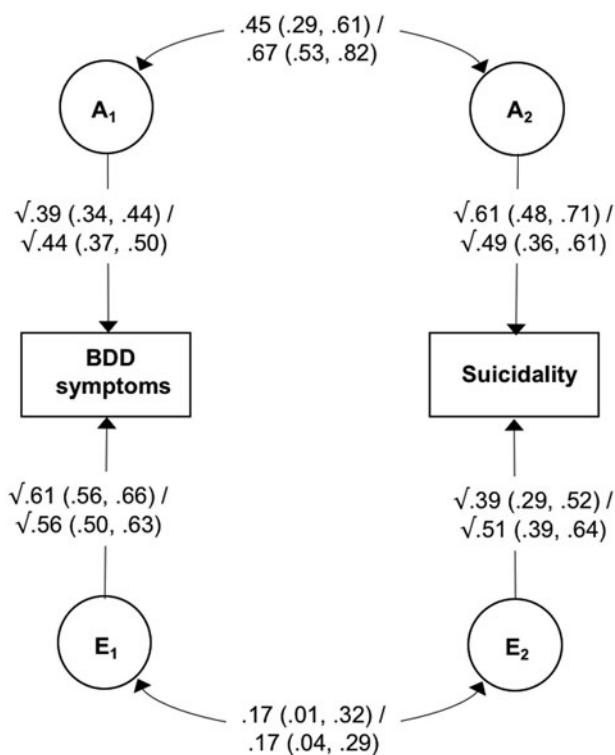 .45 (.29, .61) /
.67 (.53, .82)
A₁
A₂
√.39 (.34, .44) /
√.44 (.37, .50)
√.61 (.48, .71) /
√.49 (.36, .61)
BDD
symptoms
Suicidality
√.61 (.56, .66) /
√.56 (.50, .63)
√.39 (.29, .52) /
√.51 (.39, .64)
E₁
E₂
.17 (.01, .32) /
.17 (.04, .29)